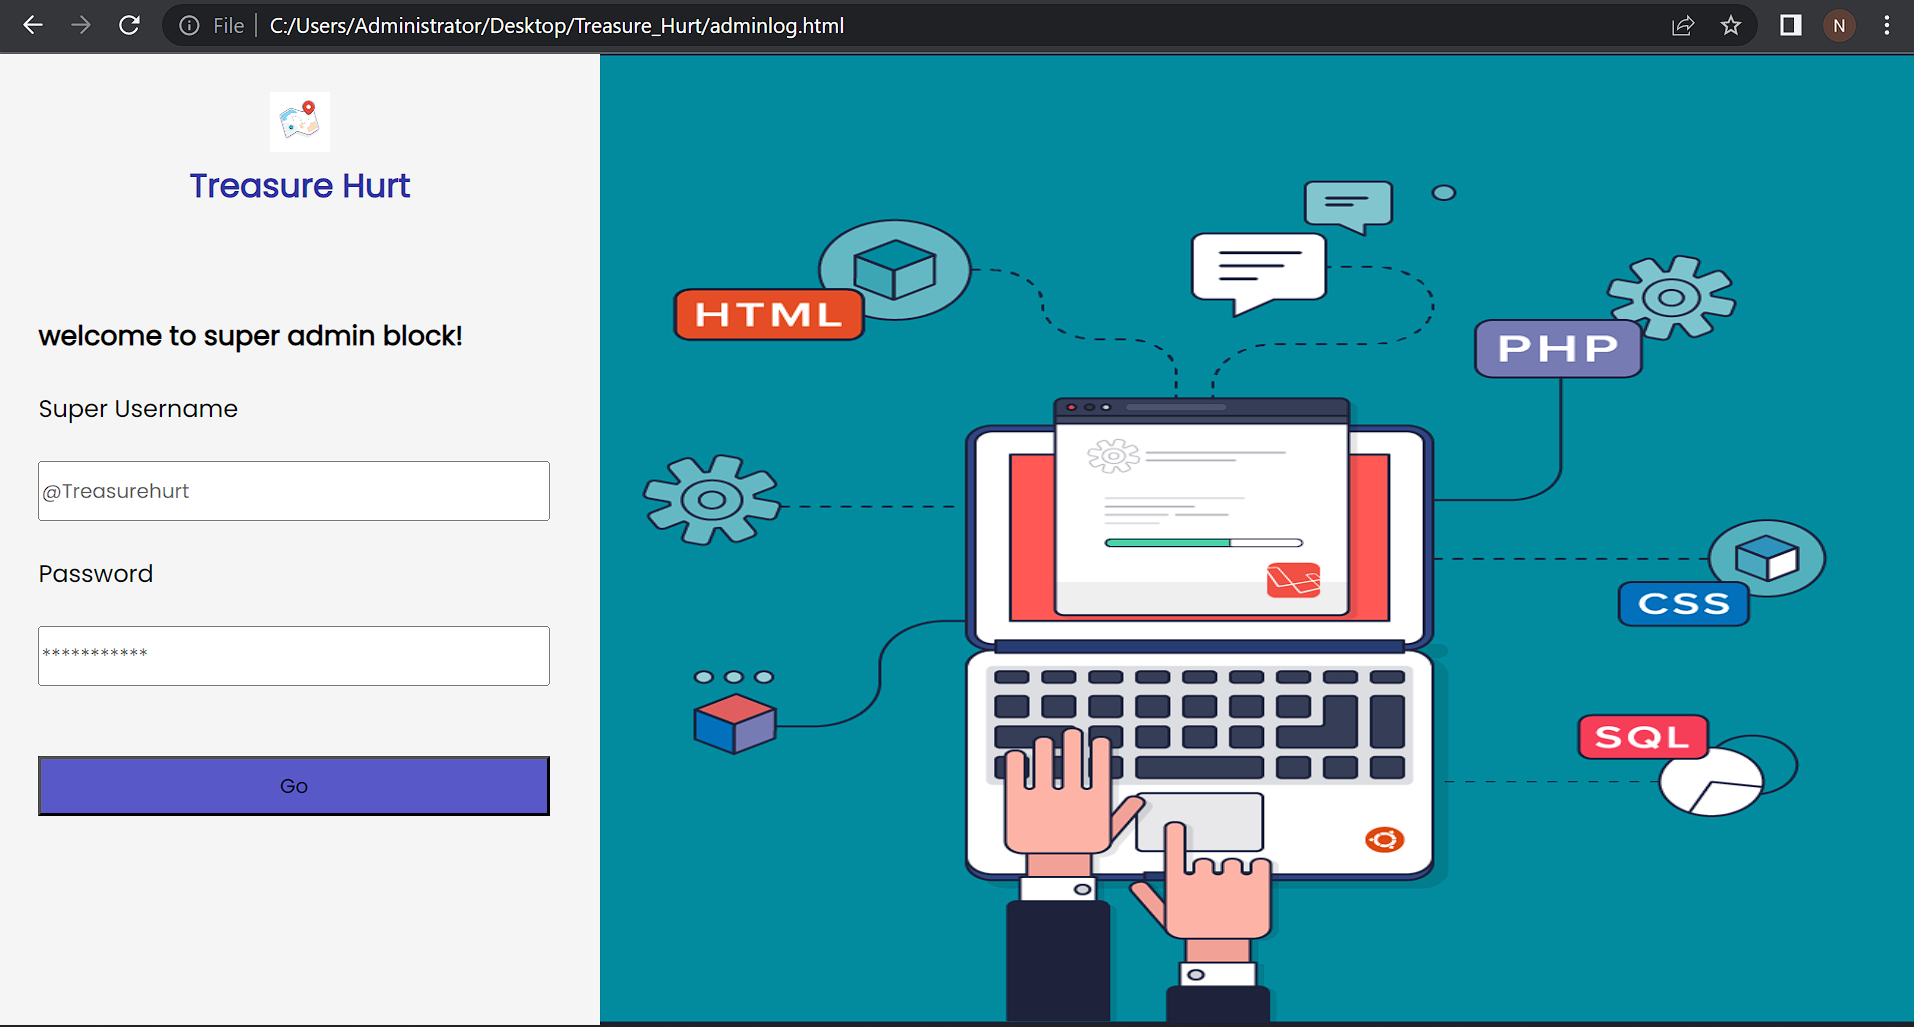 File
C:/Users/Administrator/Desktop/Treasure_Hurt/adminlog.html
N
Treasure Hurt
welcome to super admin block!
Super Username
@Treasurehurt
Password
***********
Go
HTML
PHP
CSS
SQL